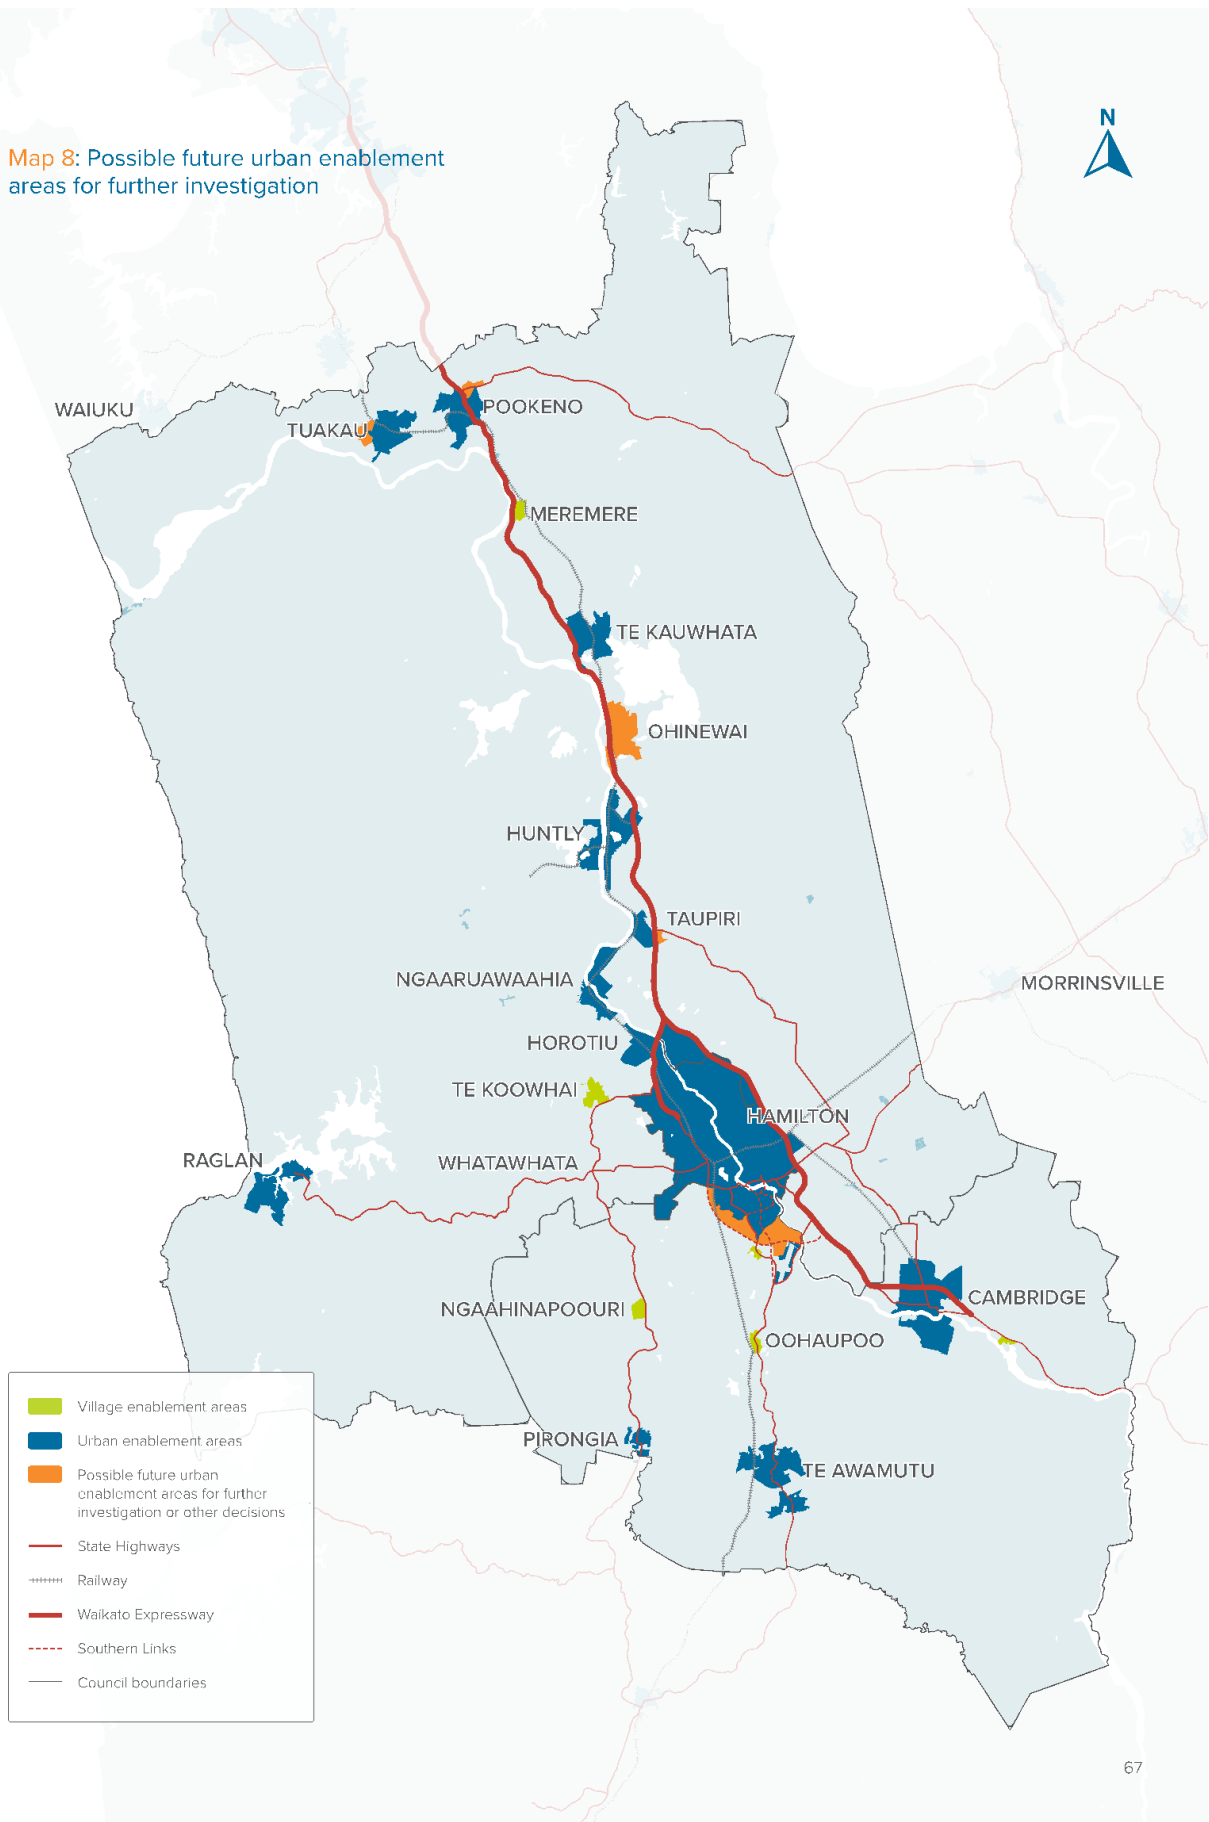 N
Map 8: Possible future urban enablement
areas for further investigation
WAIUKU
POOKENO
TUAKAU
MEREMERE
TE KAUWHATA
OHINEWAI
HUNTLY
TAUPIRI
NGAARUAWAAHIA
MORRINSVILLE
HOROTIU
TE KOOWHAI
HAMILTON
RAGLAN
WHATAWHATA
CAMBRIDGE
NGAAHINAPOOURI
OOHAUPOO
PIRONGIA
TE AWAMUTU
Village enablement areas
Urban enablement areas
Possible future urban
enablement areas for further
investigation or other decisions
State Highways
Railway
Waikato Expressway
Southern Links
Council boundaries
67